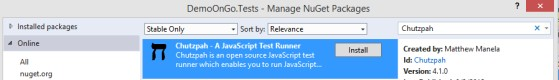 DemoOnGo.Tests - Manage NuGet Packages
? ×
Installed packages
Stable Only Sort by: Relevance Chutzpah
Online
All
nuget.org
Chutzpah - A JavaScript Test Runner
Chutzpah is an open source JavaScript test
runner which enables you to run JavaScript...
Install
Created by: Matthew Manela
Id: Chutzpah
Version: 4.1.0